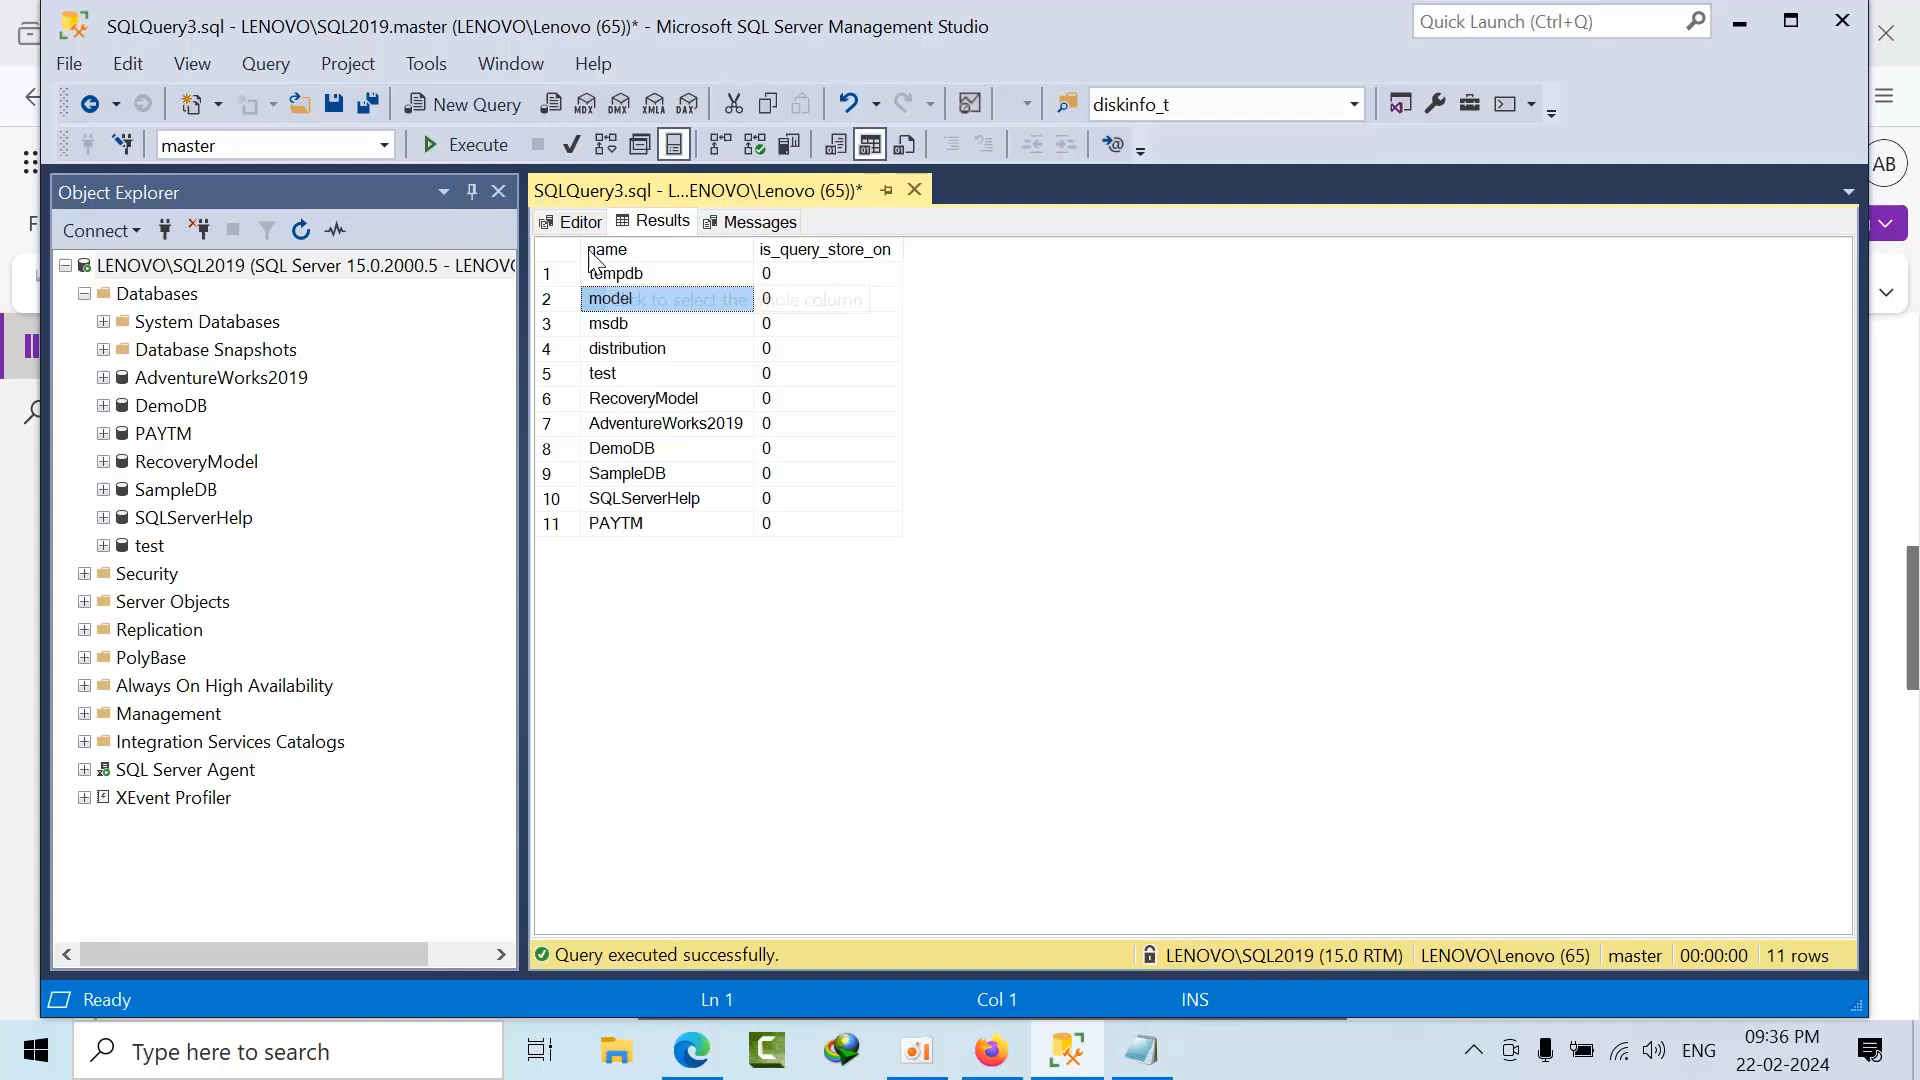 SQLQuery3.sql - LENOVO\SQL2019.master (LENOVO\Lenovo (65))* - Microsoft SQL Server Management Studio
Quick Launch (Ctrl+Q)
File Edit View Query Project Tools Window Help
New Query
MDX DMX XMLA DAX
diskinfo_t
master
Execute
AB
Object Explorer
SQLQuery3.sql - L...ENOVO\Lenovo (65))*
Connect
Editor Results Messages
LENOVO\SQL2019 (SQL Server 15.0.2000.5 - LENOVO
Databases
System Databases
Database Snapshots
AdventureWorks2019
DemoDB
PAYTM
RecoveryModel
SampleDB
SQLServerHelp
test
Security
Server Objects
Replication
PolyBase
Always On High Availability
Management
Integration Services Catalogs
SQL Server Agent
XEvent Profiler
name is_query_store_on
1 tempdb 0
2 model 0
3 msdb 0
4 distribution 0
5 test 0
6 RecoveryModel 0
7 AdventureWorks2019 0
8 DemoDB 0
9 SampleDB 0
10 SQLServerHelp 0
11 PAYTM 0
Query executed successfully.
LENOVO\SQL2019 (15.0 RTM) LENOVO\Lenovo (65) master 00:00:00 11 rows
Ready Ln 1 Col 1 INS
Type here to search
ENG
09:36 PM
22-02-2024